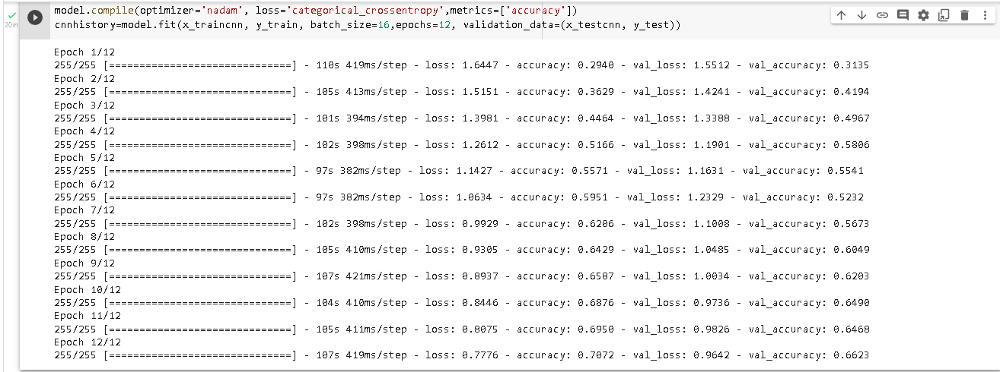 model.compile(optimizer='nadam', loss='categorical_crossentropy',metrics=['accuracy'])
cnnhistory=model.fit(x_traincnn, y_train, batch_size=16,epochs=12, validation_data=(x_testcnn, y_test))
20m
Epoch 1/12
255/255 [==============================] - 110s 419ms/step - loss: 1.6447 - accuracy: 0.2940 - val_loss: 1.5512 - val_accuracy: 0.3135
Epoch 2/12
255/255 [==============================] - 105s 413ms/step - loss: 1.5151 - accuracy: 0.3629 - val_loss: 1.4241 - val_accuracy: 0.4194
Epoch 3/12
255/255 [==============================] - 101s 394ms/step - loss: 1.3981 - accuracy: 0.4464 - val_loss: 1.3388 - val_accuracy: 0.4967
Epoch 4/12
255/255 [==============================] - 102s 398ms/step - loss: 1.2612 - accuracy: 0.5166 - val_loss: 1.1901 - val_accuracy: 0.5806
Epoch 5/12
255/255 [==============================] - 97s 382ms/step - loss: 1.1427 - accuracy: 0.5571 - val_loss: 1.1631 - val_accuracy: 0.5541
Epoch 6/12
255/255 [==============================] - 97s 382ms/step - loss: 1.0634 - accuracy: 0.5951 - val_loss: 1.2329 - val_accuracy: 0.5232
Epoch 7/12
255/255 [==============================] - 102s 398ms/step - loss: 0.9929 - accuracy: 0.6206 - val_loss: 1.1008 - val_accuracy: 0.5673
Epoch 8/12
255/255 [==============================] - 105s 410ms/step - loss: 0.9305 - accuracy: 0.6429 - val_loss: 1.0485 - val_accuracy: 0.6049
Epoch 9/12
255/255 [==============================] - 107s 421ms/step - loss: 0.8937 - accuracy: 0.6587 - val_loss: 1.0034 - val_accuracy: 0.6203
Epoch 10/12
255/255 [==============================] - 104s 410ms/step - loss: 0.8446 - accuracy: 0.6876 - val_loss: 0.9736 - val_accuracy: 0.6490
Epoch 11/12
255/255 [==============================] - 105s 411ms/step - loss: 0.8075 - accuracy: 0.6950 - val_loss: 0.9826 - val_accuracy: 0.6468
Epoch 12/12
255/255 [==============================] - 107s 419ms/step - loss: 0.7776 - accuracy: 0.7072 - val_loss: 0.9642 - val_accuracy: 0.6623